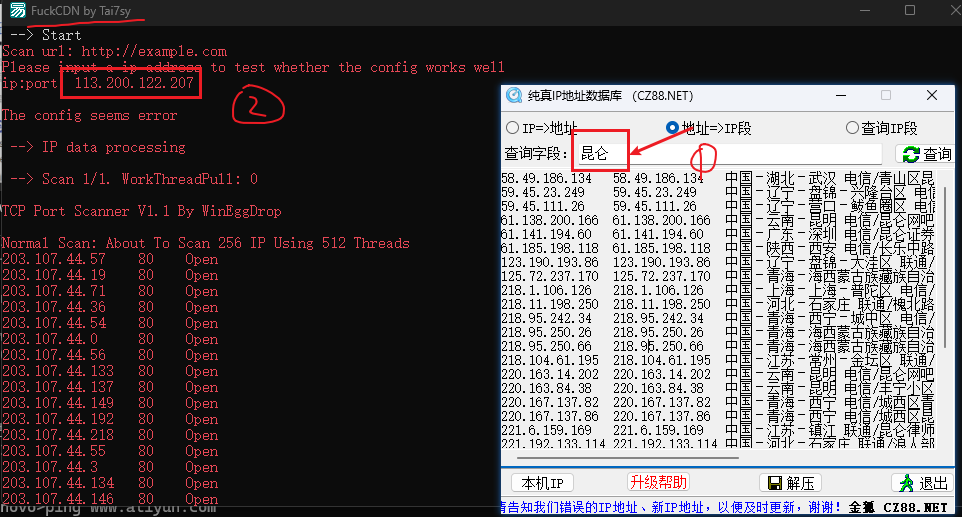 FuckCDN by Tai7sy
--> Start
Scan url: http://example.com
Please input a ip address to test whether the config works well
ip:port 113.200.122.207
②
The config seems error
--> IP data processing
--> Scan 1/1. WorkThreadPull: 0
TCP Port Scanner V1.1 By WinEggDrop
Normal Scan: About To Scan 256 IP Using 512 Threads
203.107.44.57 80 Open
203.107.44.19 80 Open
203.107.44.71 80 Open
203.107.44.36 80 Open
203.107.44.54 80 Open
203.107.44.0 80 Open
203.107.44.56 80 Open
203.107.44.133 80 Open
203.107.44.137 80 Open
203.107.44.149 80 Open
203.107.44.192 80 Open
203.107.44.218 80 Open
203.107.44.55 80 Open
203.107.44.3 80 Open
203.107.44.134 80 Open
203.107.44.146 80 Open
novo>ping www.aliyun.com
纯真IP地址数据库 (CZ88.NET)
IP=>地址 地址=>IP段 查询IP段
查询字段: 昆仑 查询
①
58.49.186.134 58.49.186.134 中国-湖北-武汉 电信/青山区昆
59.45.23.249 59.45.23.249 中国-辽宁-盘锦-兴隆台区 电信/
59.45.111.26 59.45.111.26 中国-辽宁-营口-鲅鱼圈区 电信/
61.138.200.166 61.138.200.166 中国-云南-昆明 电信/昆仑网吧
61.141.194.60 61.141.194.60 中国-广东-深圳 电信/昆仑证券
61.185.198.118 61.185.198.118 中国-陕西-西安 电信/长乐中路
123.190.193.86 123.190.193.86 中国-辽宁-盘锦-大洼区 联通/
125.72.237.170 125.72.237.170 中国-青海-海西蒙古族藏族自治
218.1.106.126 218.1.106.126 中国-上海-上海-普陀区 电信/
218.11.198.250 218.11.198.250 中国-河北-石家庄 联通/槐北路
218.95.242.34 218.95.242.34 中国-青海-西宁-城中区 电信/
218.95.250.26 218.95.250.26 中国-青海-海西蒙古族藏族自治
218.95.250.66 218.95.250.66 中国-青海-海西蒙古族藏族自治
218.104.61.195 218.104.61.195 中国-江苏-常州-金坛区 联通/
220.163.14.202 220.163.14.202 中国-云南-昆明 电信/昆仑网吧
220.163.84.38 220.163.84.38 中国-云南-昆明 电信/丰宁小区
220.167.137.82 220.167.137.82 中国-青海-西宁 电信/城西区青
220.167.137.86 220.167.137.86 中国-青海-西宁 电信/城西区昆
221.6.159.169 221.6.159.169 中国-江苏-镇江 联通/昆仑律师
221.192.133.114 221.192.133.114 中国-河北-石家庄 联通/浪人部
本机IP 升级帮助 解压 退出
请告知我们错误的IP地址、新IP地址，以便及时更新，谢谢! 金狐 CZ88.NET